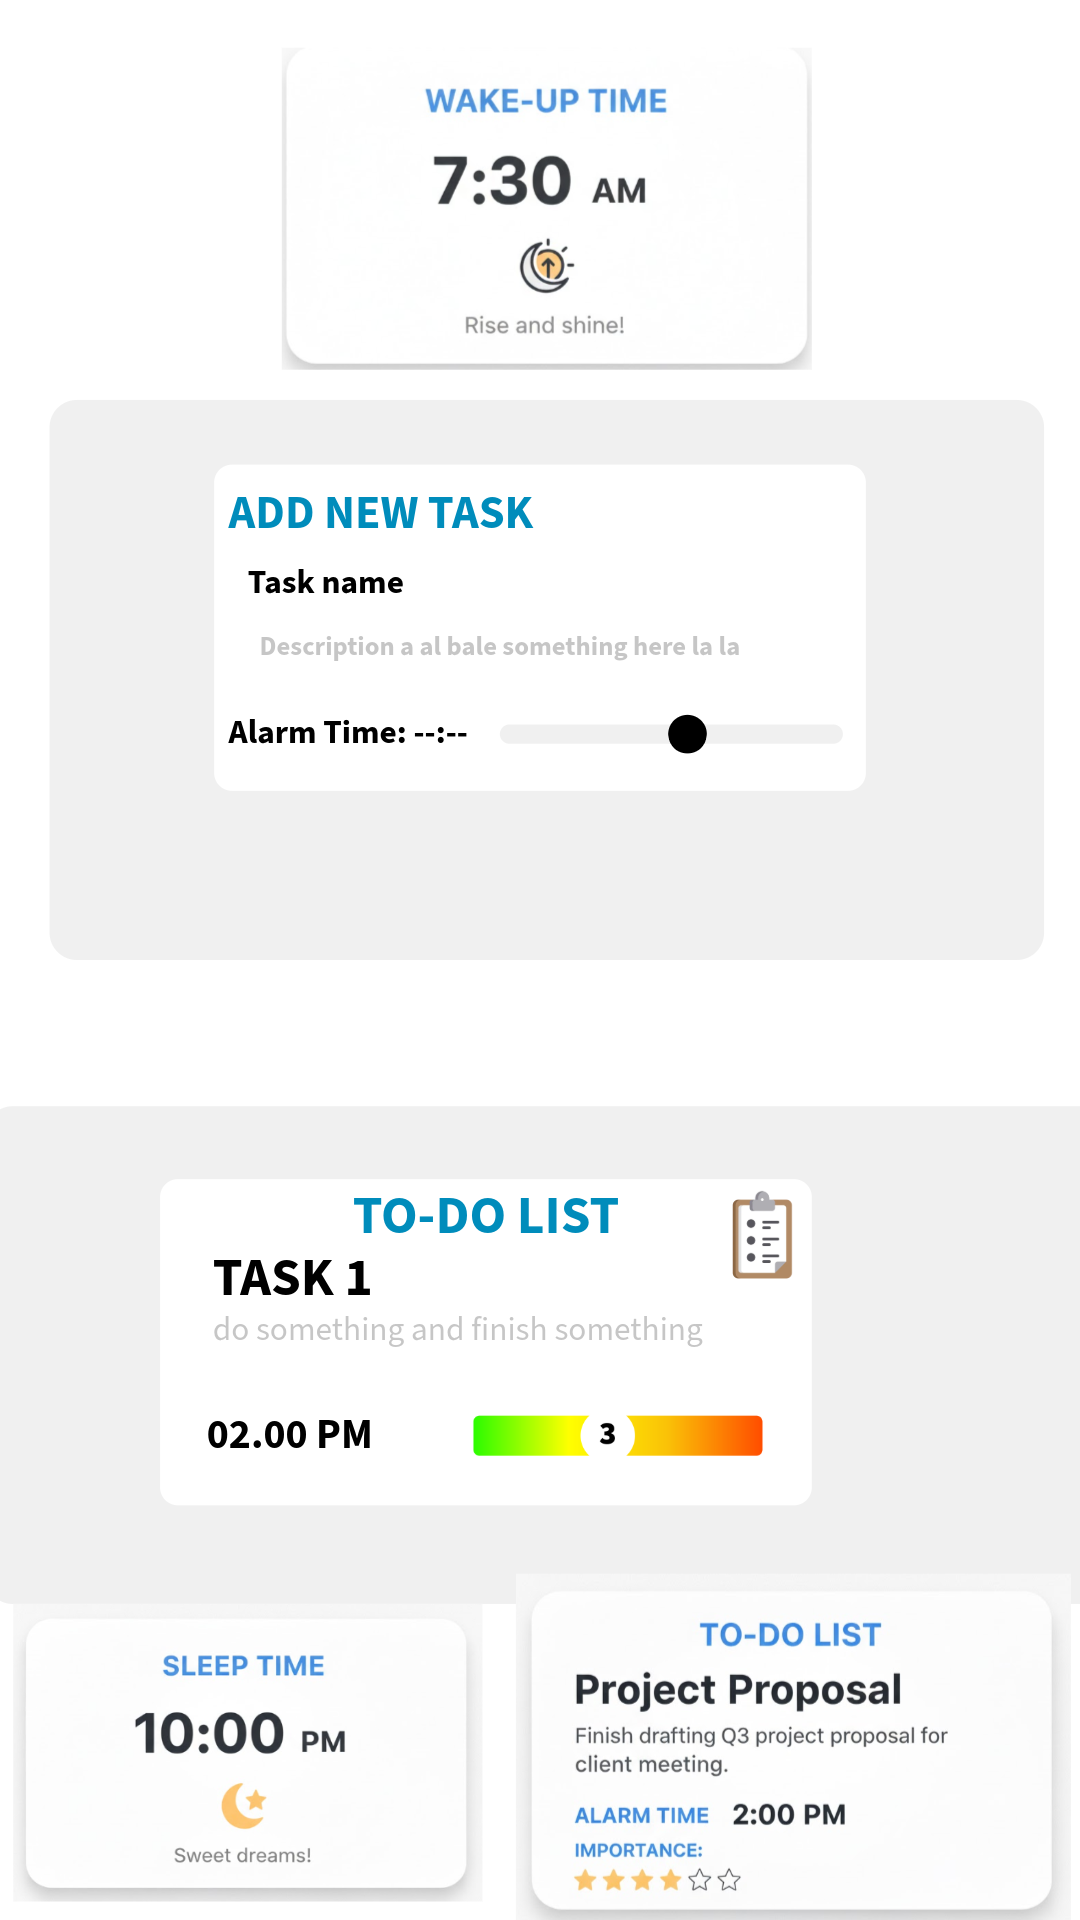 WAKE-UP TIME
7:30 AM
Rise and shine!
ADD NEW TASK
Task name
Description a al bale something here la la
Alarm Time: --:--
TO-DO LIST
TASK 1
do something and finish something
02.00 PM
3
SLEEP TIME
10:00 PM
Sweet dreams!
TO-DO LIST
Project Proposal
Finish drafting Q3 project proposal for
client meeting.
ALARM TIME 2:00 PM
IMPORTANCE: